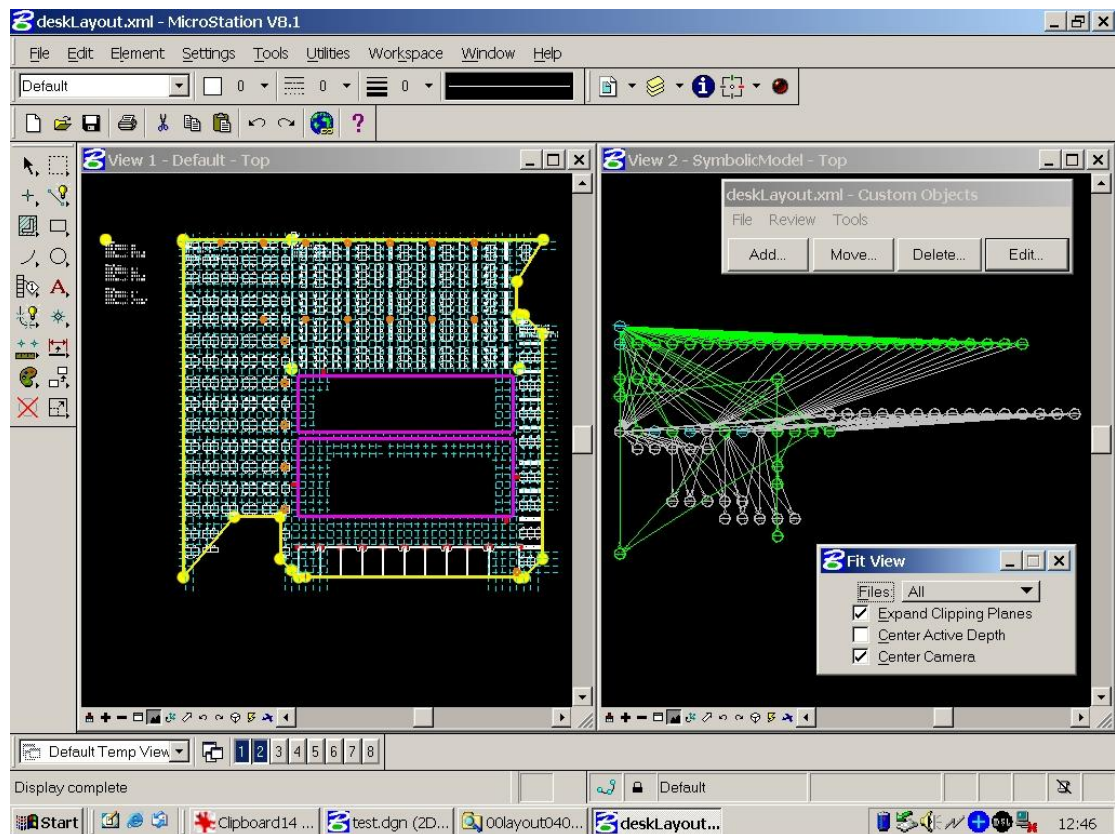 deskLayout.xml - MicroStation V8.1
File Edit Element Settings Tools Utilities Workspace Window Help
Default 0 0 0
View 1 - Default - Top
View 2 - SymbolicModel - Top
deskLayout.xml - Custom Objects
File Review Tools
Add... Move... Delete... Edit...
Fit View
Files: All
Expand Clipping Planes
Center Active Depth
Center Camera
Default Temp View 1 2 3 4 5 6 7 8
Display complete Default
Start Clipboard14 ... test.dgn (2D... 00layout040... deskLayout... DSL 12:46